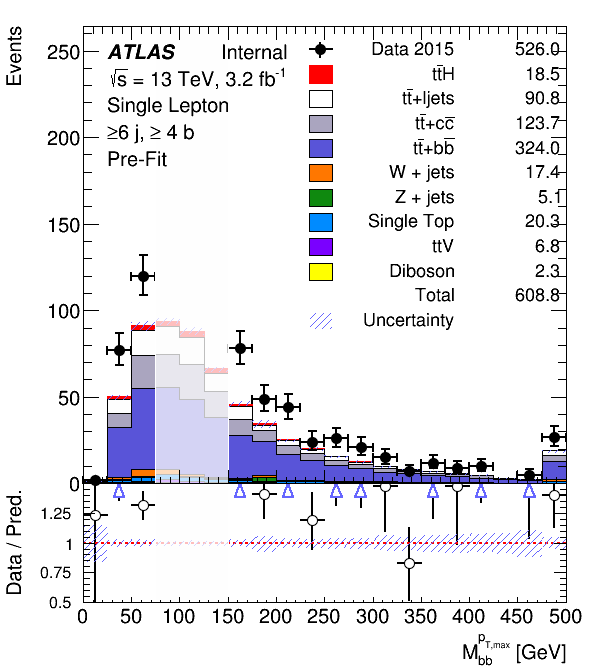 Events
ATLAS Internal
√s = 13 TeV, 3.2 fb⁻¹
Single Lepton
≥6 j, ≥ 4 b
Pre-Fit
Data 2015 526.0
tt̄H 18.5
tt̄+ljets 90.8
tt̄+cc̄ 123.7
tt̄+bb̄ 324.0
W + jets 17.4
Z + jets 5.1
Single Top 20.3
ttV 6.8
Diboson 2.3
Total 608.8
Uncertainty
250
200
150
100
50
0
Data / Pred.
1.25
1
0.75
0.5
0 50 100 150 200 250 300 350 400 450 500
M_bb^pT,max [GeV]